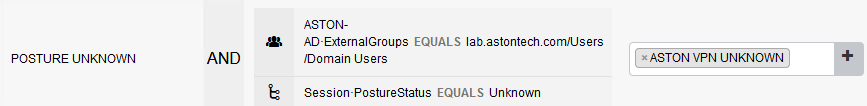 POSTURE UNKNOWN
AND
ASTON-
AD·ExternalGroups EQUALS lab.astontech.com/Users
/Domain Users
Session·PostureStatus EQUALS Unknown
×ASTON VPN UNKNOWN
+